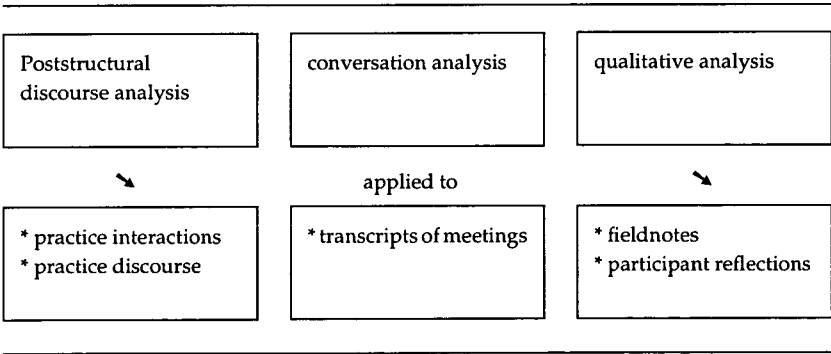 Poststructural
discourse analysis
conversation analysis
qualitative analysis
applied to
* practice interactions
* practice discourse
* transcripts of meetings
* fieldnotes
* participant reflections